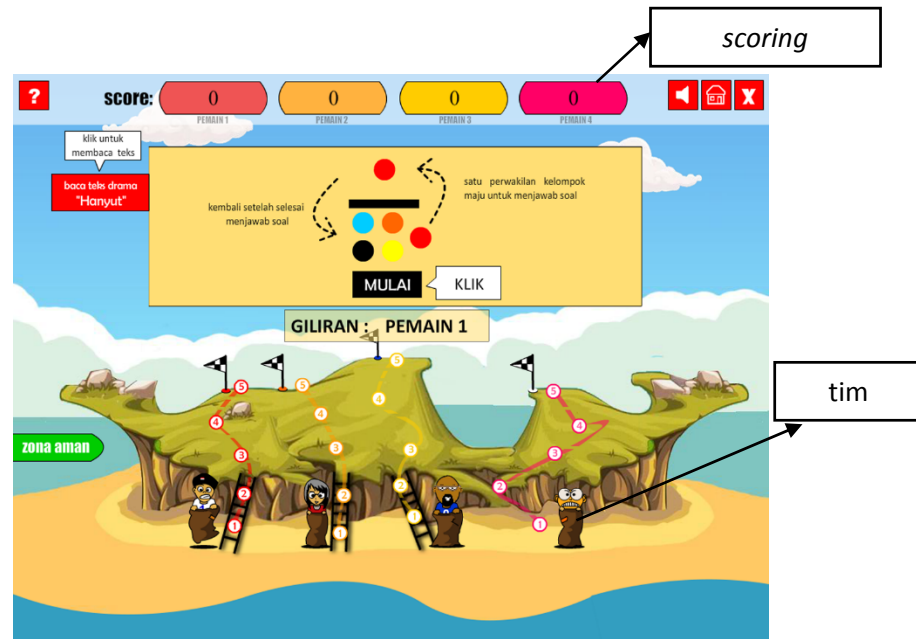 scoring
?
score:
0
0
0
0
X
PEMAIN 1
PEMAIN 2
PEMAIN 3
PEMAIN 4
klik untuk
membaca teks
baca teks drama
"Hanyut"
kembali setelah selesai
menjawab soal
satu perwakilan kelompok
maju untuk menjawab soal
MULAI
KLIK
GILIRAN : PEMAIN 1
tim
zona aman
5
4
3
2
1
5
4
3
2
1
5
4
3
2
1
5
4
3
2
1